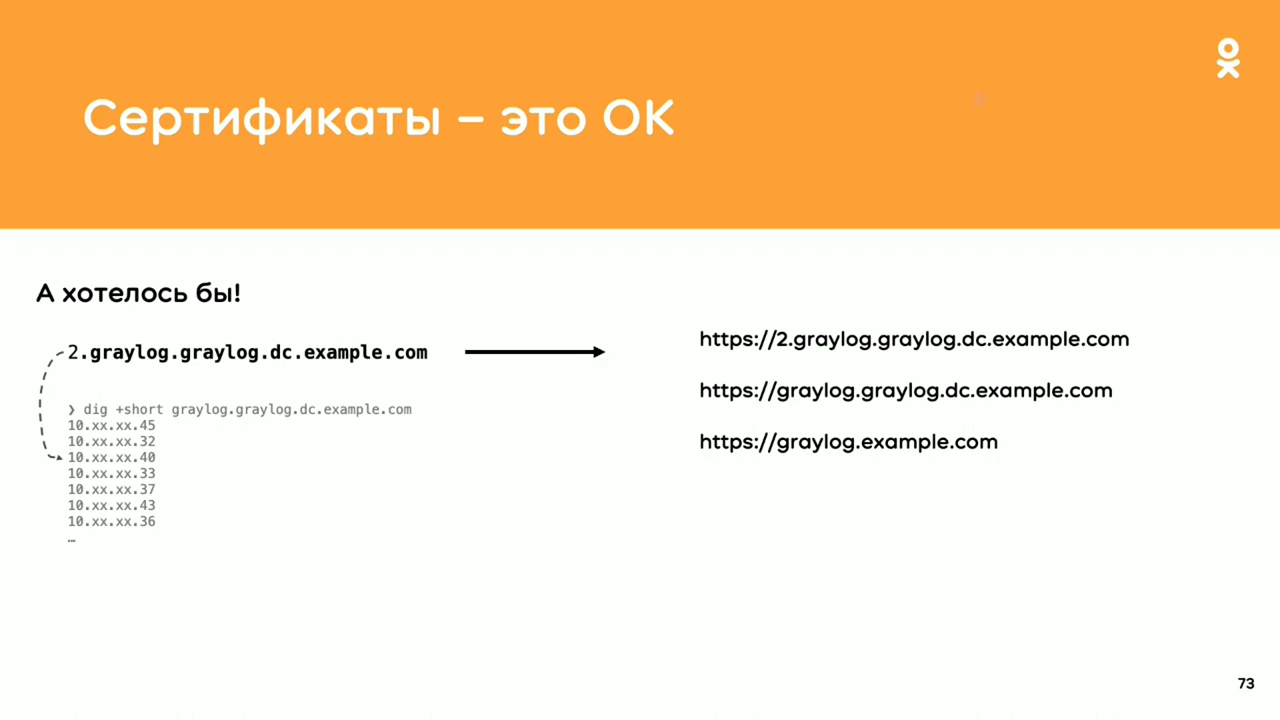 Сертификаты – это ОК
А хотелось бы!
2.graylog.graylog.dc.example.com
❯ dig +short graylog.graylog.dc.example.com
10.xx.xx.45
10.xx.xx.32
10.xx.xx.40
10.xx.xx.33
10.xx.xx.37
10.xx.xx.43
10.xx.xx.36
…
https://2.graylog.graylog.dc.example.com
https://graylog.graylog.dc.example.com
https://graylog.example.com
73